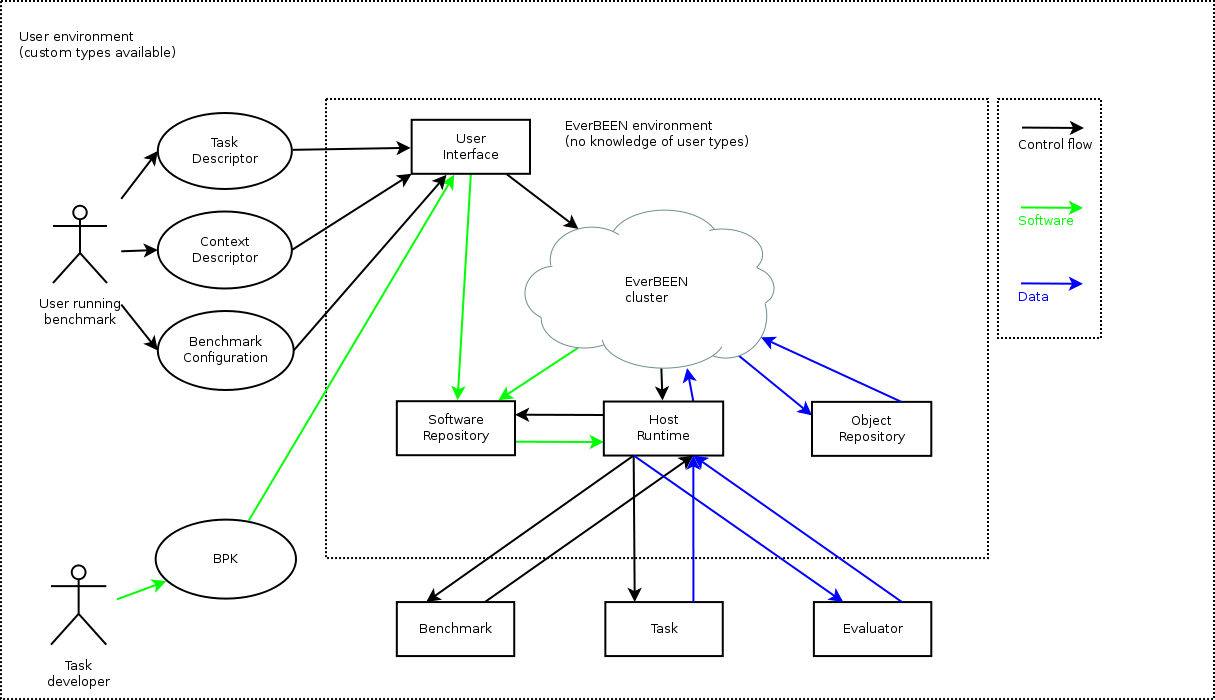 User environment
(custom types available)
Task
Descriptor
User
Interface
EverBEEN environment
(no knowledge of user types)
Control flow
Software
Data
Context
Descriptor
EverBEEN
cluster
User running
benchmark
Benchmark
Configuration
Software
Repository
Host
Runtime
Object
Repository
BPK
Task
developer
Benchmark
Task
Evaluator